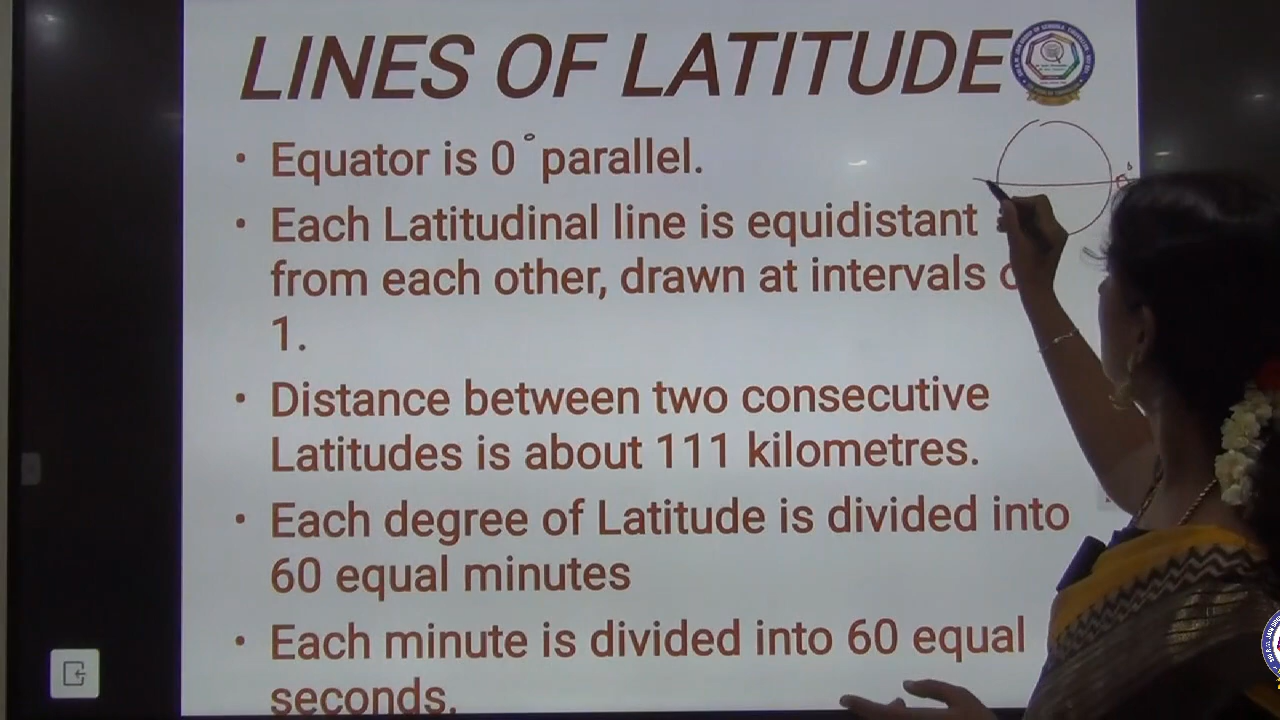 LINES OF LATITUDE
• Equator is 0° parallel.
• Each Latitudinal line is equidistant
from each other, drawn at intervals
1.
• Distance between two consecutive
Latitudes is about 111 kilometres.
• Each degree of Latitude is divided into
60 equal minutes
• Each minute is divided into 60 equal
seconds.